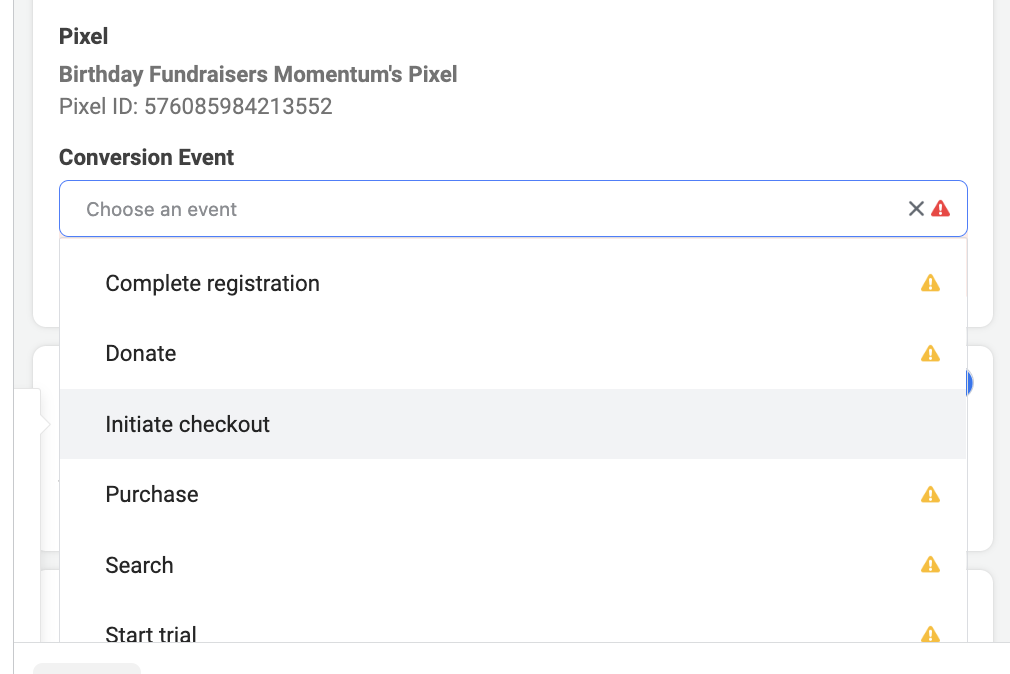 Pixel
Birthday Fundraisers Momentum's Pixel
Pixel ID: 576085984213552
Conversion Event
Choose an event
Complete registration
Donate
Initiate checkout
Purchase
Search
Start trial